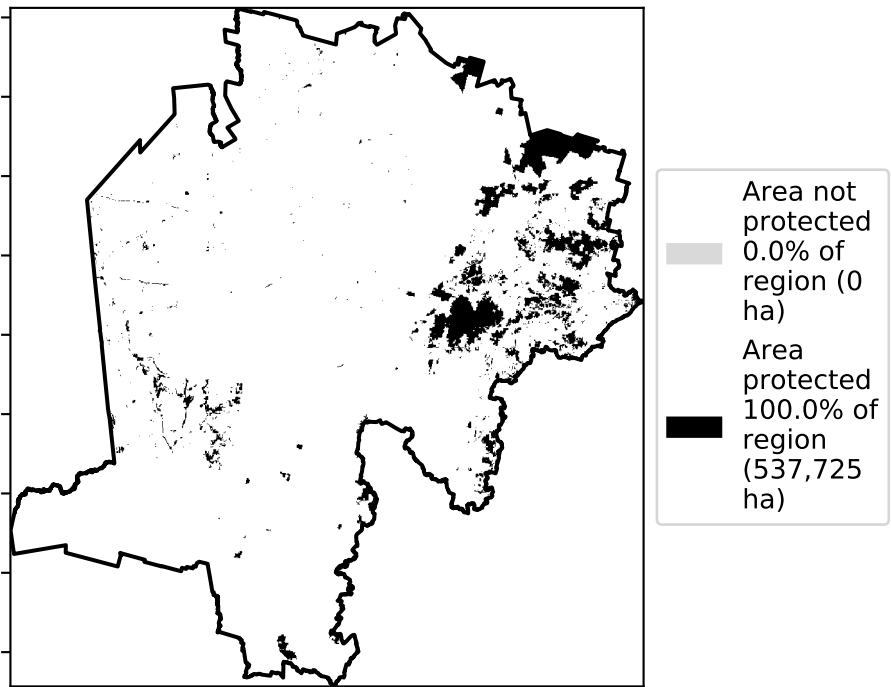 Area not
protected
0.0% of
region (0
ha)
Area
protected
100.0% of
region
(537,725
ha)